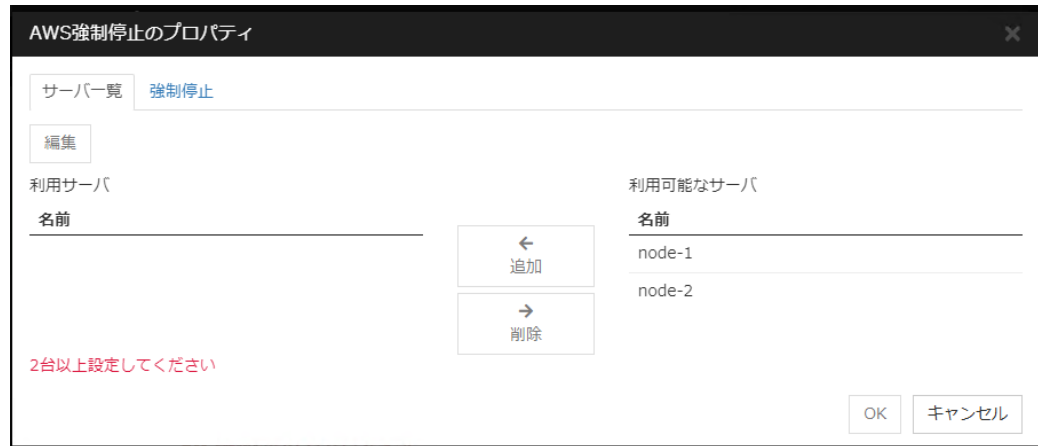 AWS強制停止のプロパティ
サーバ一覧 強制停止
編集
利用サーバ
名前
追加
削除
利用可能なサーバ
名前
node-1
node-2
2台以上設定してください
OK キャンセル